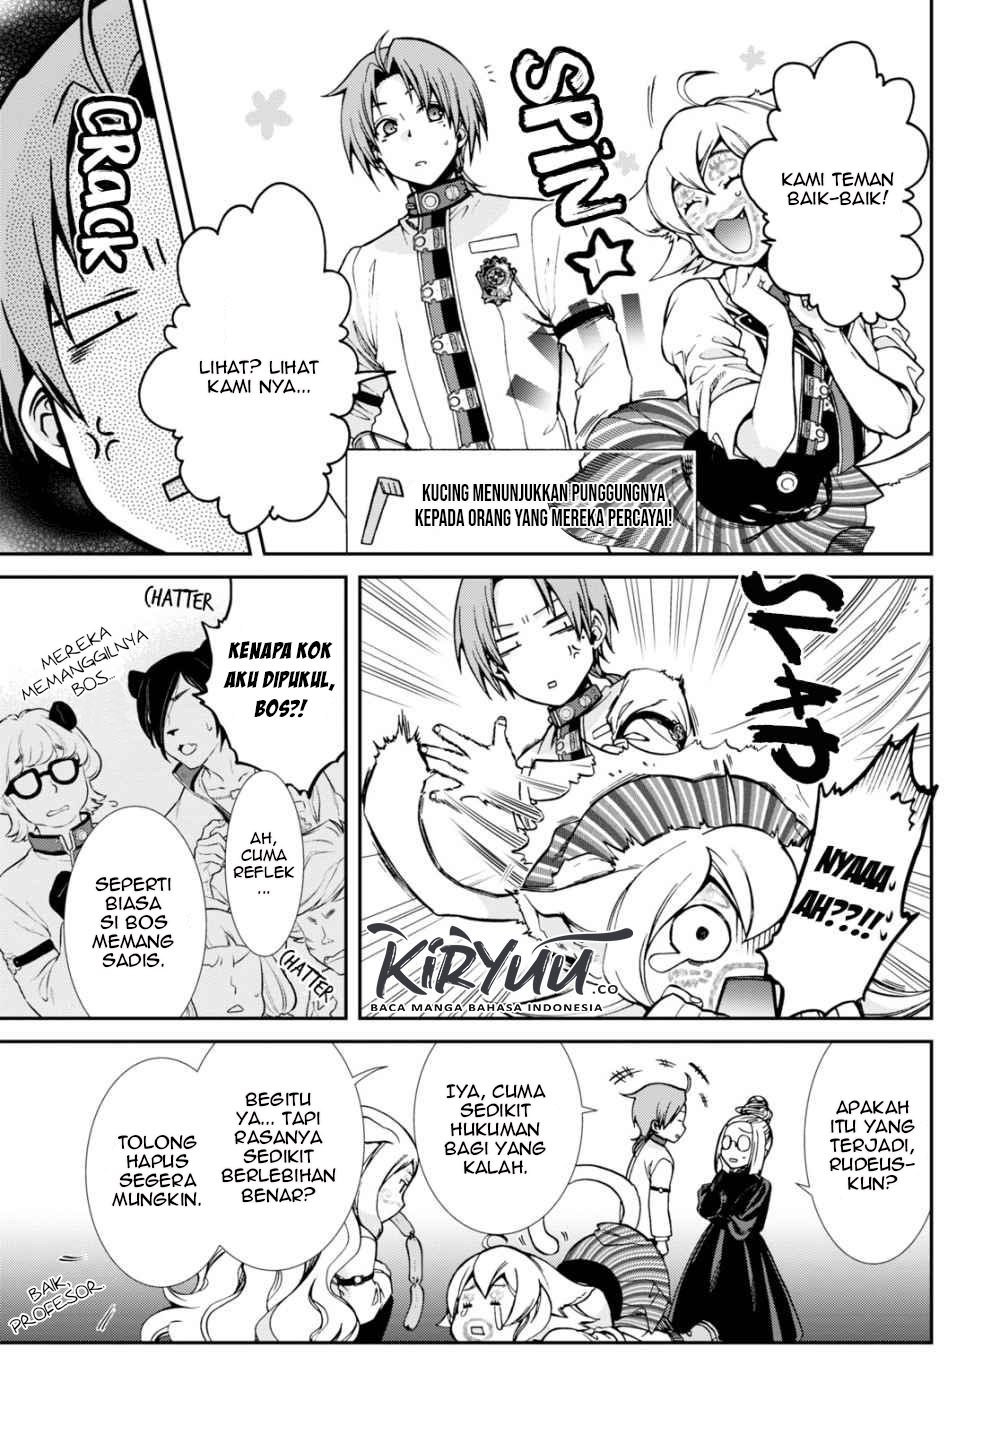 KAMI TEMAN
BAIK-BAIK!
SPIN
LIHAT? LIHAT
KAMI NYA...
KUCING MENUNJUKKAN PUNGGUNGNYA
KEPADA ORANG YANG MEREKA PERCAYAI!
CRACK
SLAP
NYAAA
AH??!!
CHATTER
KENAPA KOK
AKU DIPUKUL,
BOS?!
MEREKA
MEMANGGILNYA
BOS...
AH,
CUMA
REFLEK
...
SEPERTI
BIASA
SI BOS
MEMANG
SADIS.
CHATTER
KIRYUU.CO
BACA MANGA BAHASA INDONESIA
APAKAH
ITU YANG
TERJADI,
RUDEUS-
KUN?
IYA, CUMA
SEDIKIT
HUKUMAN
BAGI YANG
KALAH.
BEGITU
YA... TAPI
RASANYA
SEDIKIT
BERLEBIHAN
BENAR?
TOLONG
HAPUS
SEGERA
MUNGKIN.
BAIK,
PROFESOR.